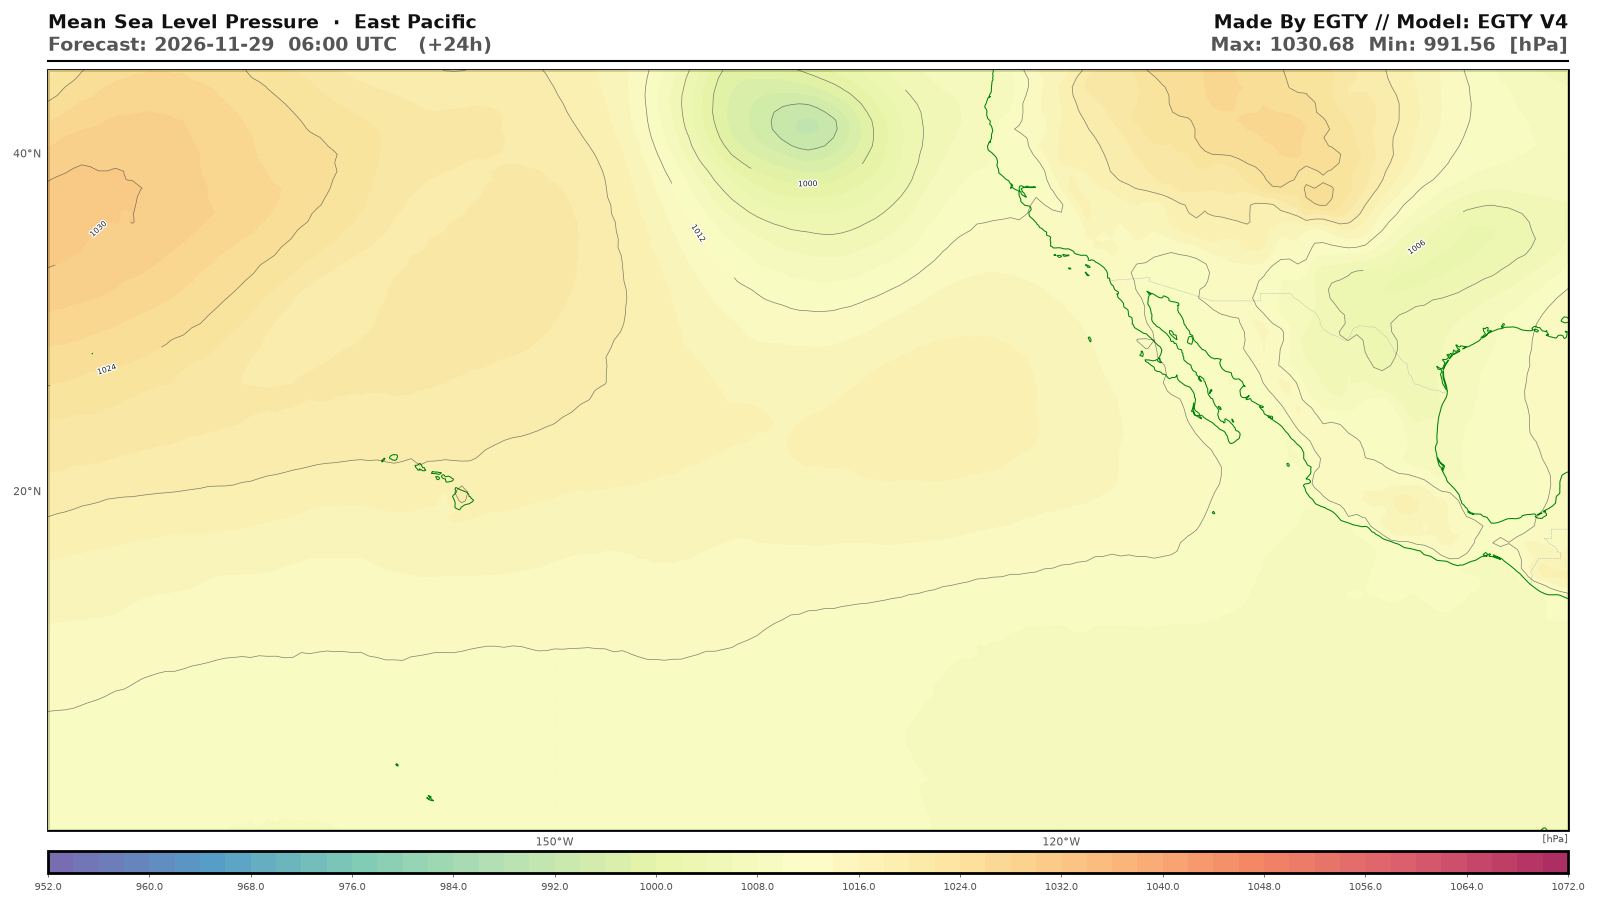 Mean Sea Level Pressure · East Pacific
Made By EGTY // Model: EGTY V4
Forecast: 2026-11-29 06:00 UTC (+24h)
Max: 1030.68 Min: 991.56 [hPa]
40°N
1000
1030
1012
1006
1024
20°N
150°W
120°W
[hPa]
952.0 960.0 968.0 976.0 984.0 992.0 1000.0 1008.0 1016.0 1024.0 1032.0 1040.0 1048.0 1056.0 1064.0 1072.0